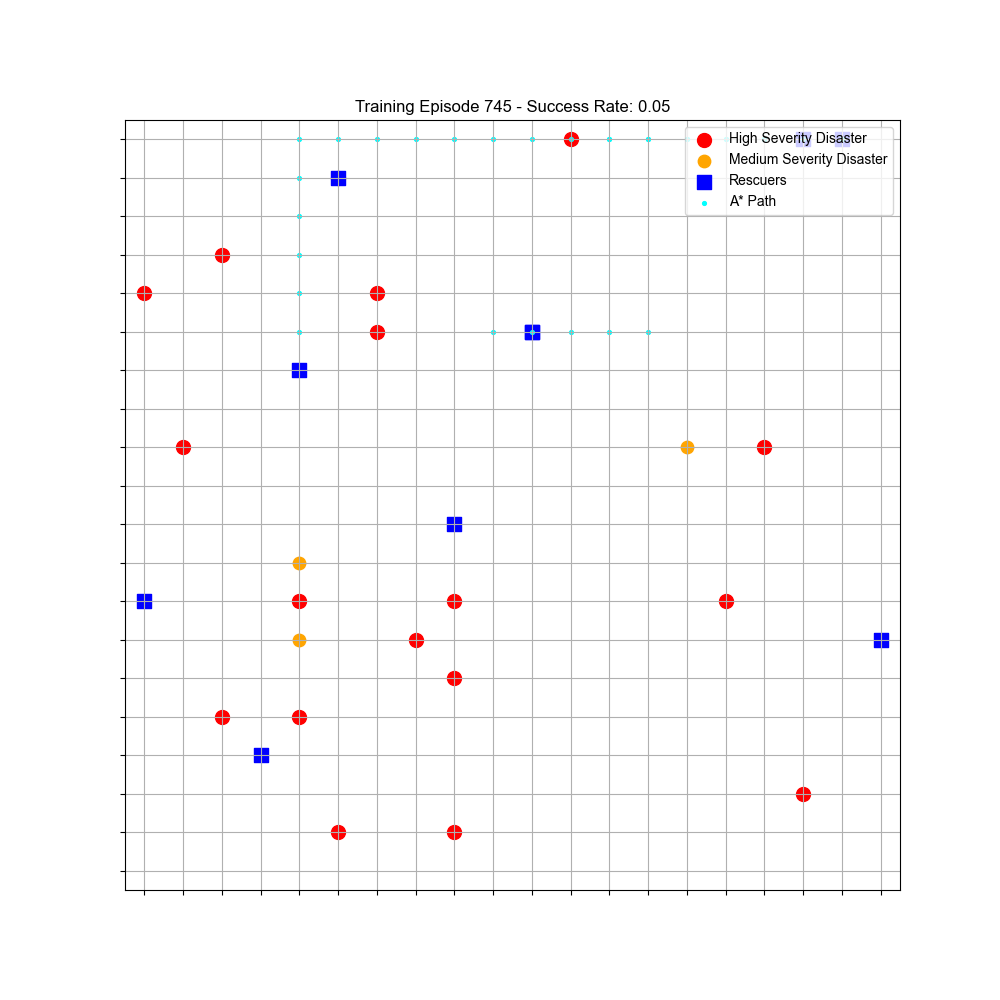 Training Episode 745 - Success Rate: 0.05
High Severity Disaster
Medium Severity Disaster
Rescuers
A* Path